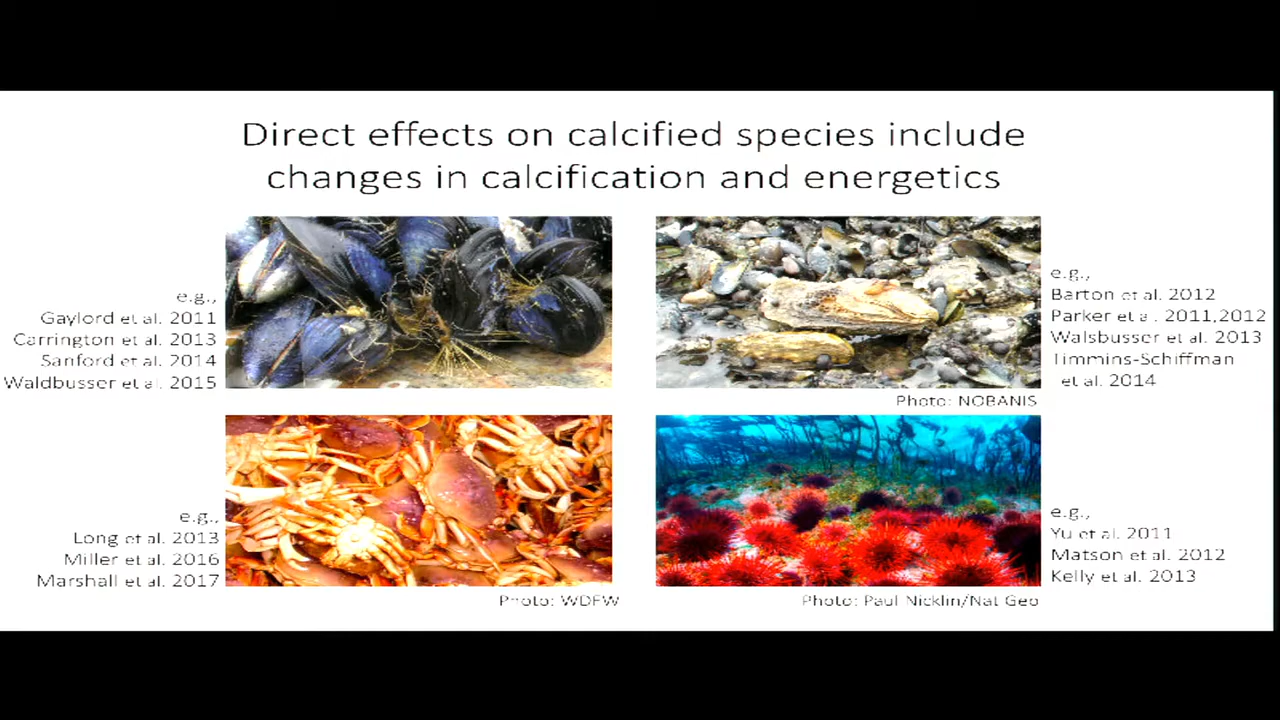 Direct effects on calcified species include
changes in calcification and energetics
e.g.,
Gaylord et al. 2011
Carrington et al. 2013
Sanford et al. 2014
Waldbusser et al. 2015
e.g.,
Barton et al. 2012
Parker et a . 2011,2012
Walsbusser et al. 2013
Timmins-Schiffman
et al. 2014
Photo: NOBANIS
e.g.,
Long et al. 2013
Miller et al. 2016
Marshall et al. 2017
Photo: WDFW
e.g.,
Yu et al. 2011
Matson et al. 2012
Kelly et al. 2013
Photo: Paul Nicklin/Nat Geo